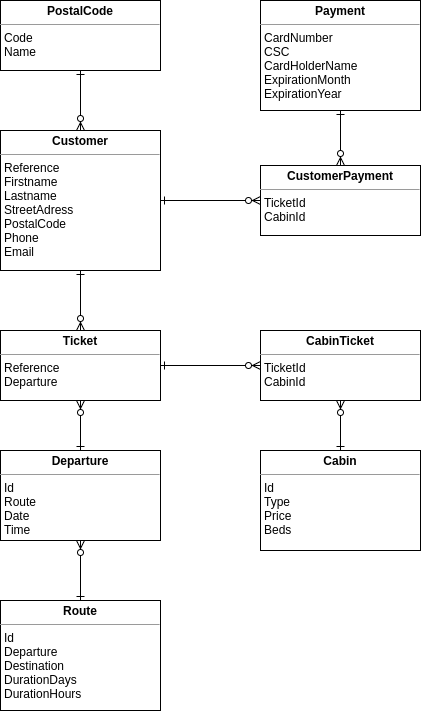 PostalCode
Code
Name
Payment
CardNumber
CSC
CardHolderName
ExpirationMonth
ExpirationYear
Customer
Reference
Firstname
Lastname
StreetAdress
PostalCode
Phone
Email
CustomerPayment
TicketId
CabinId
Ticket
Reference
Departure
CabinTicket
TicketId
CabinId
Departure
Id
Route
Date
Time
Cabin
Id
Type
Price
Beds
Route
Id
Departure
Destination
DurationDays
DurationHours